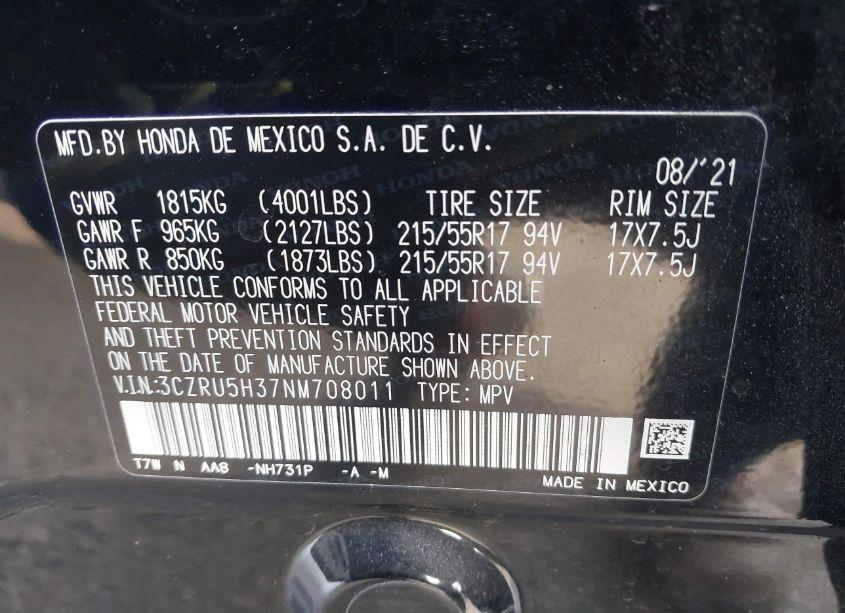 MFD.BY HONDA DE MEXICO S.A. DE C.V.
08/'21
GVWR 1815KG (4001LBS) TIRE SIZE RIM SIZE
GAWR F 965KG (2127LBS) 215/55R17 94V 17X7.5J
GAWR R 850KG (1873LBS) 215/55R17 94V 17X7.5J
THIS VEHICLE CONFORMS TO ALL APPLICABLE
FEDERAL MOTOR VEHICLE SAFETY
AND THEFT PREVENTION STANDARDS IN EFFECT
ON THE DATE OF MANUFACTURE SHOWN ABOVE.
V.I.N:3CZRU5H37NM708011 TYPE: MPV
T7W N AA8 -NH731P -A -M
MADE IN MEXICO